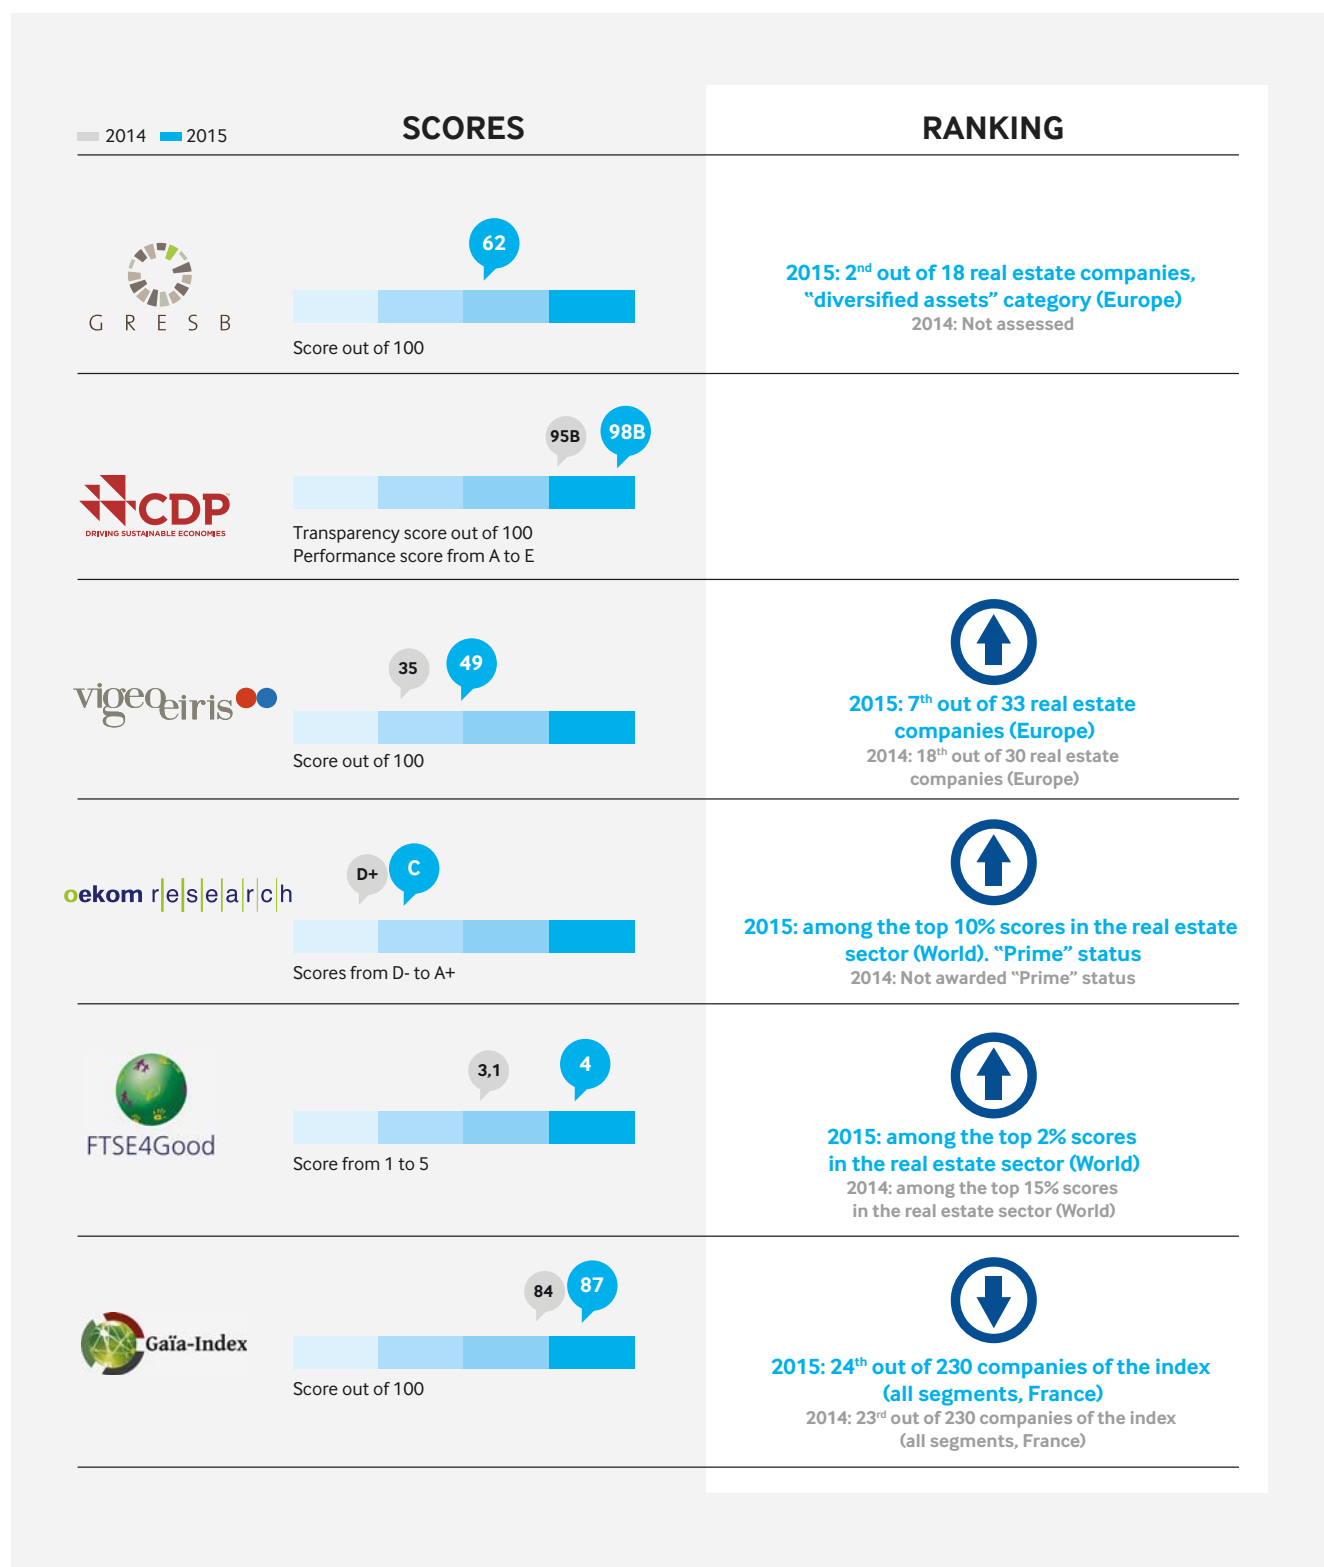 2014 2015
SCORES
RANKING
62
GRESB
Score out of 100
2015: 2nd out of 18 real estate companies,
“diversified assets” category (Europe)
2014: Not assessed
95B 98B
CDP
DRIVING SUSTAINABLE ECONOMIES
Transparency score out of 100
Performance score from A to E
35 49
vigeo eiris
Score out of 100
2015: 7th out of 33 real estate
companies (Europe)
2014: 18th out of 30 real estate
companies (Europe)
D+ C
oekom r|e|s|e|a|r|c|h
Scores from D- to A+
2015: among the top 10% scores in the real estate
sector (World). “Prime” status
2014: Not awarded “Prime” status
3,1 4
FTSE4Good
Score from 1 to 5
2015: among the top 2% scores
in the real estate sector (World)
2014: among the top 15% scores
in the real estate sector (World)
84 87
Gaïa-Index
Score out of 100
2015: 24th out of 230 companies of the index
(all segments, France)
2014: 23rd out of 230 companies of the index
(all segments, France)